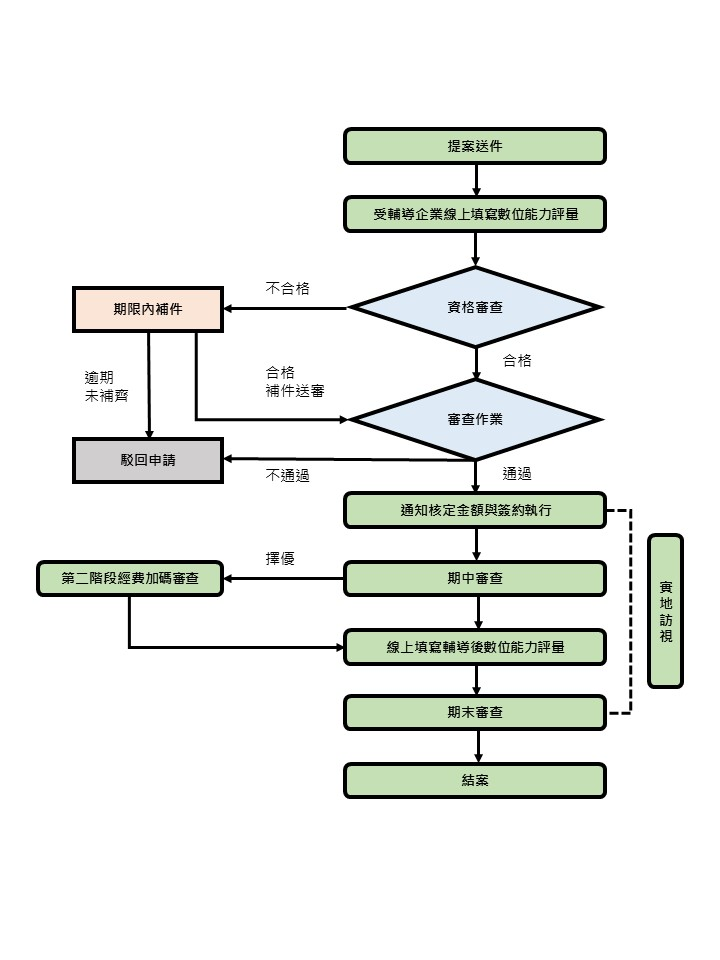 提案送件
受輔導企業線上填寫數位能力評量
不合格
資格審查
期限內補件
合格
逾期
未補齊
合格
補件送審
審查作業
駁回申請
不通過
通過
通知核定金額與簽約執行
擇優
第二階段經費加碼審查
期中審查
實地訪視
線上填寫輔導後數位能力評量
期末審查
結案